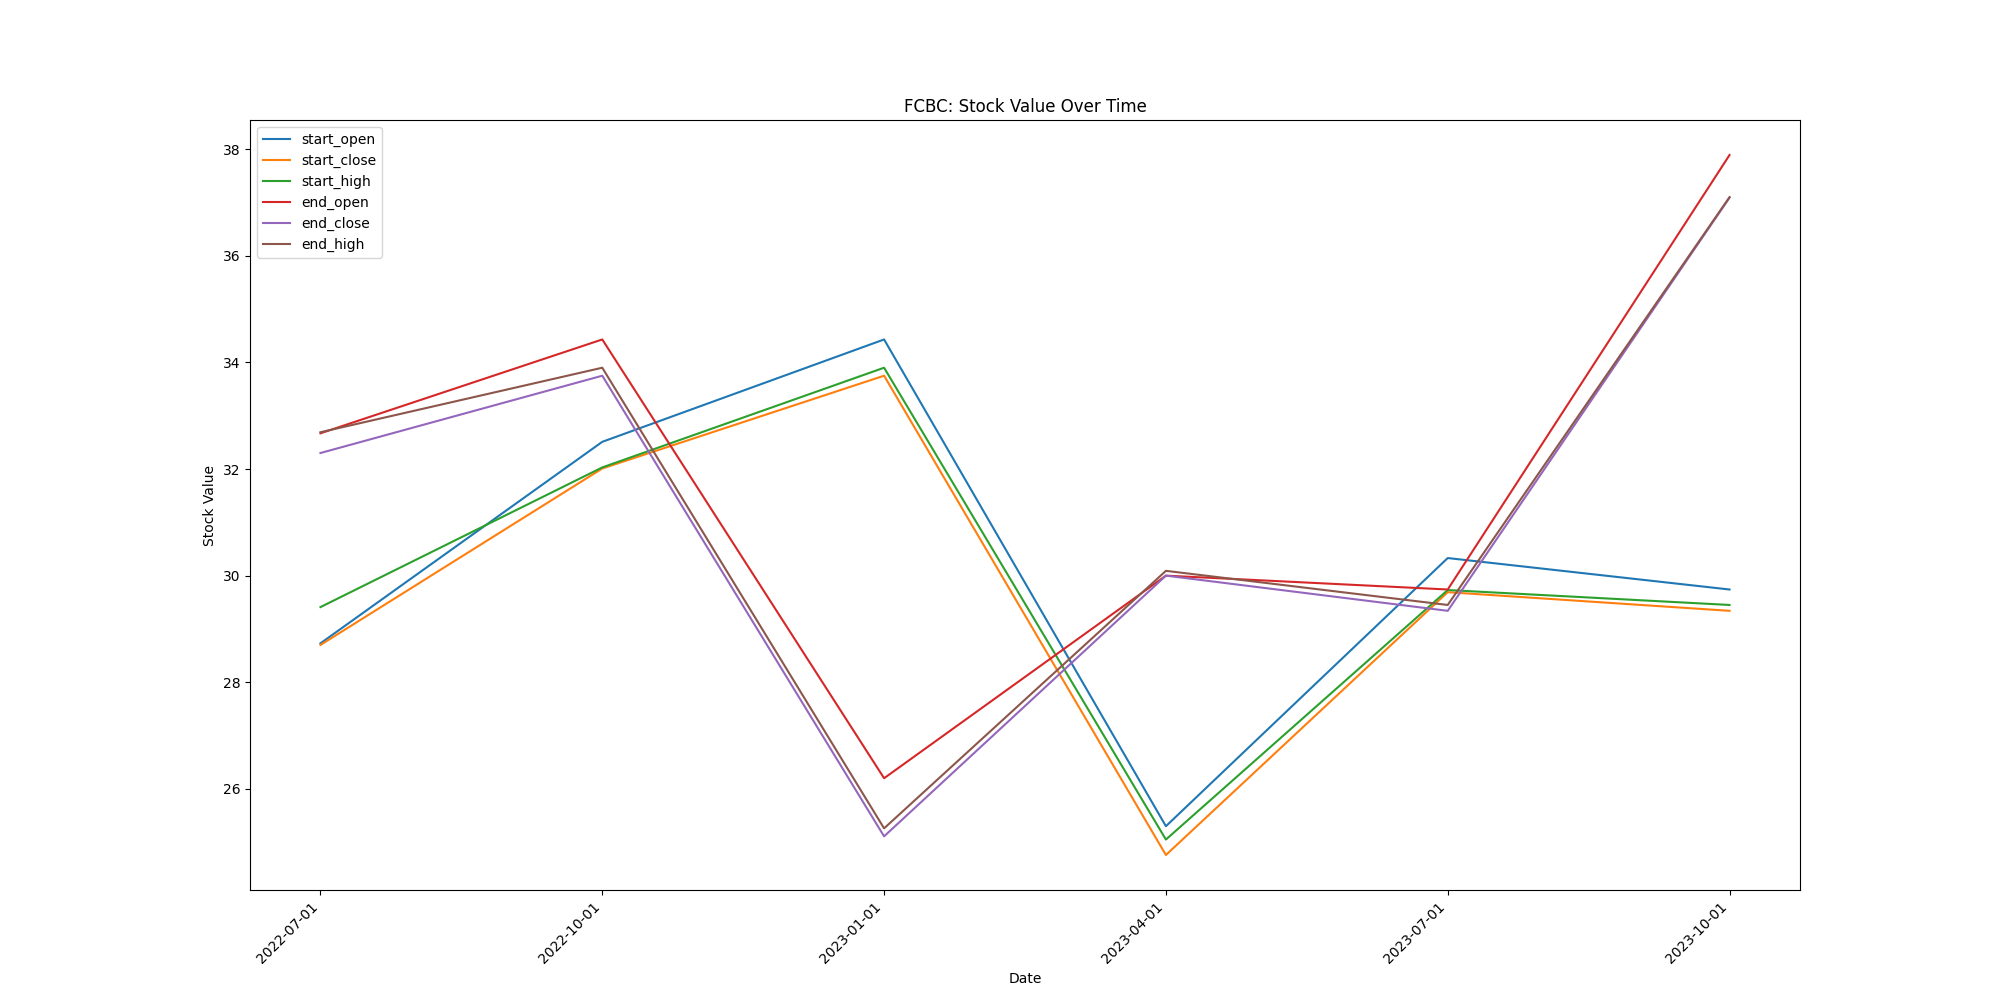 FCBC: Stock Value Over Time
start_open
start_close
start_high
end_open
end_close
end_high
38
36
34
32
30
28
26
Stock Value
2022-07-01
2022-10-01
2023-01-01
2023-04-01
2023-07-01
2023-10-01
Date